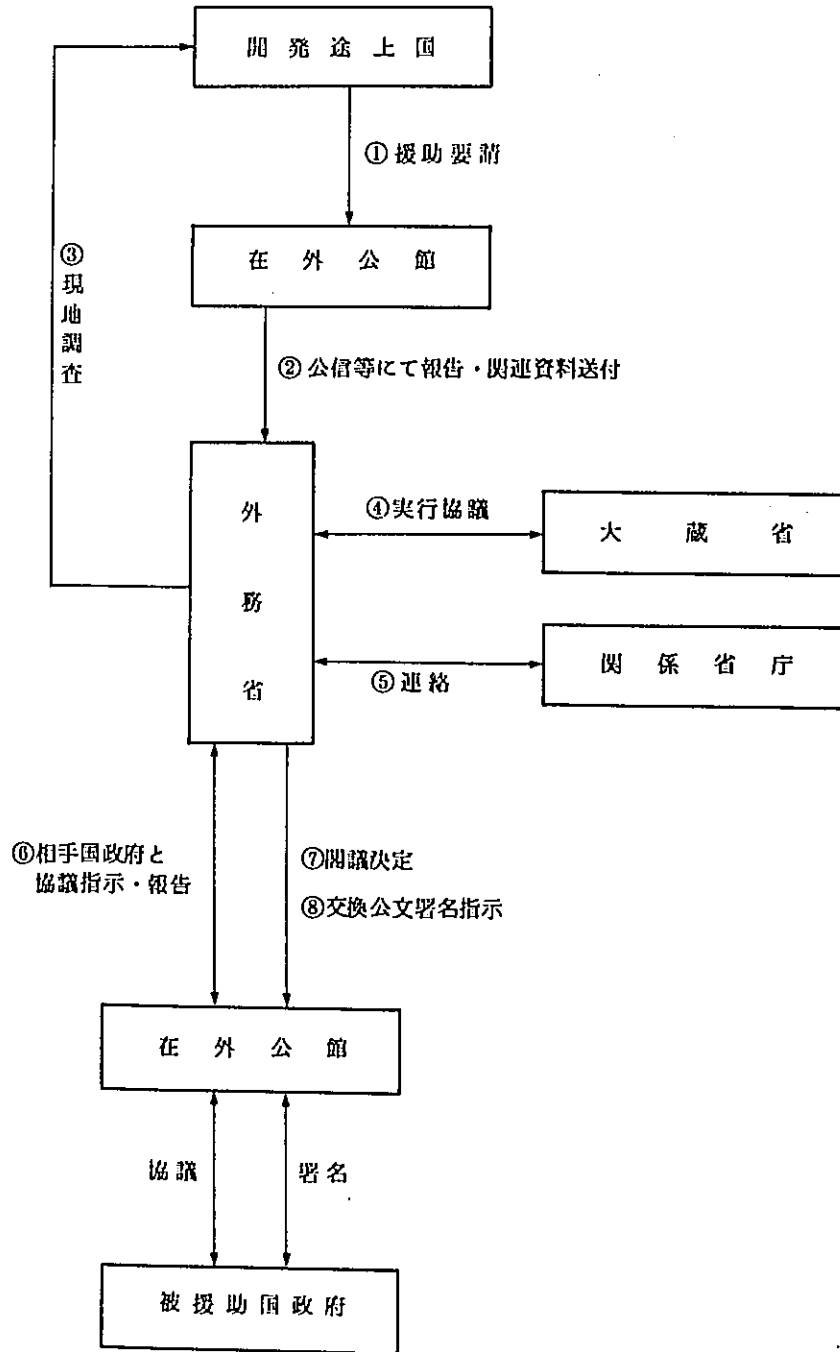 開発途上国
①援助要請
在外公館
③現地調査
②公信等にて報告・関連資料送付
外務省
④実行協議
大蔵省
⑤連絡
関係省庁
⑥相手国政府と
協議指示・報告
⑦閣議決定
⑧交換公文署名指示
在外公館
協議
署名
被援助国政府